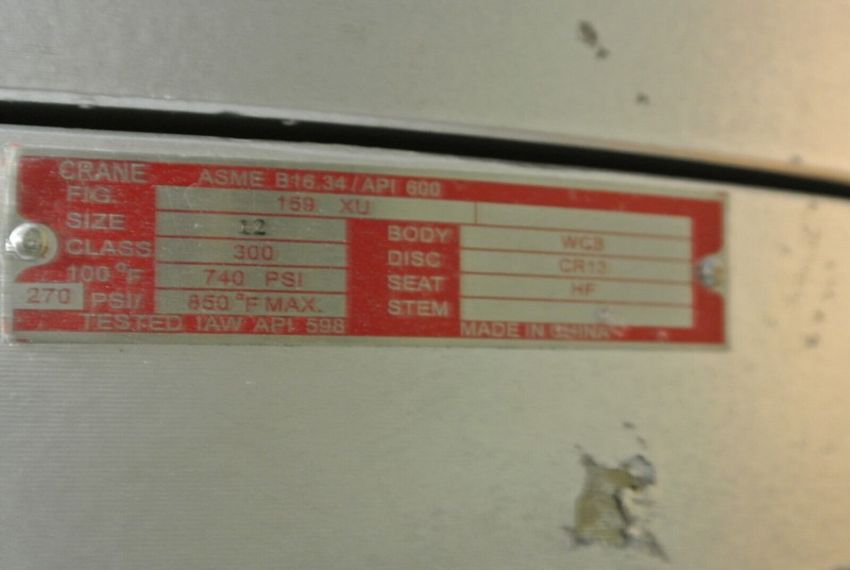 CRANE ASME B16.34/API 600
FIG. 159 XU
SIZE 12
CLASS 300
100 °F 740 PSI
270 PSI/ 850 °F MAX.
BODY WCB
DISC CR13
SEAT HF
STEM
TESTED IAW API. 598
MADE IN CHINA